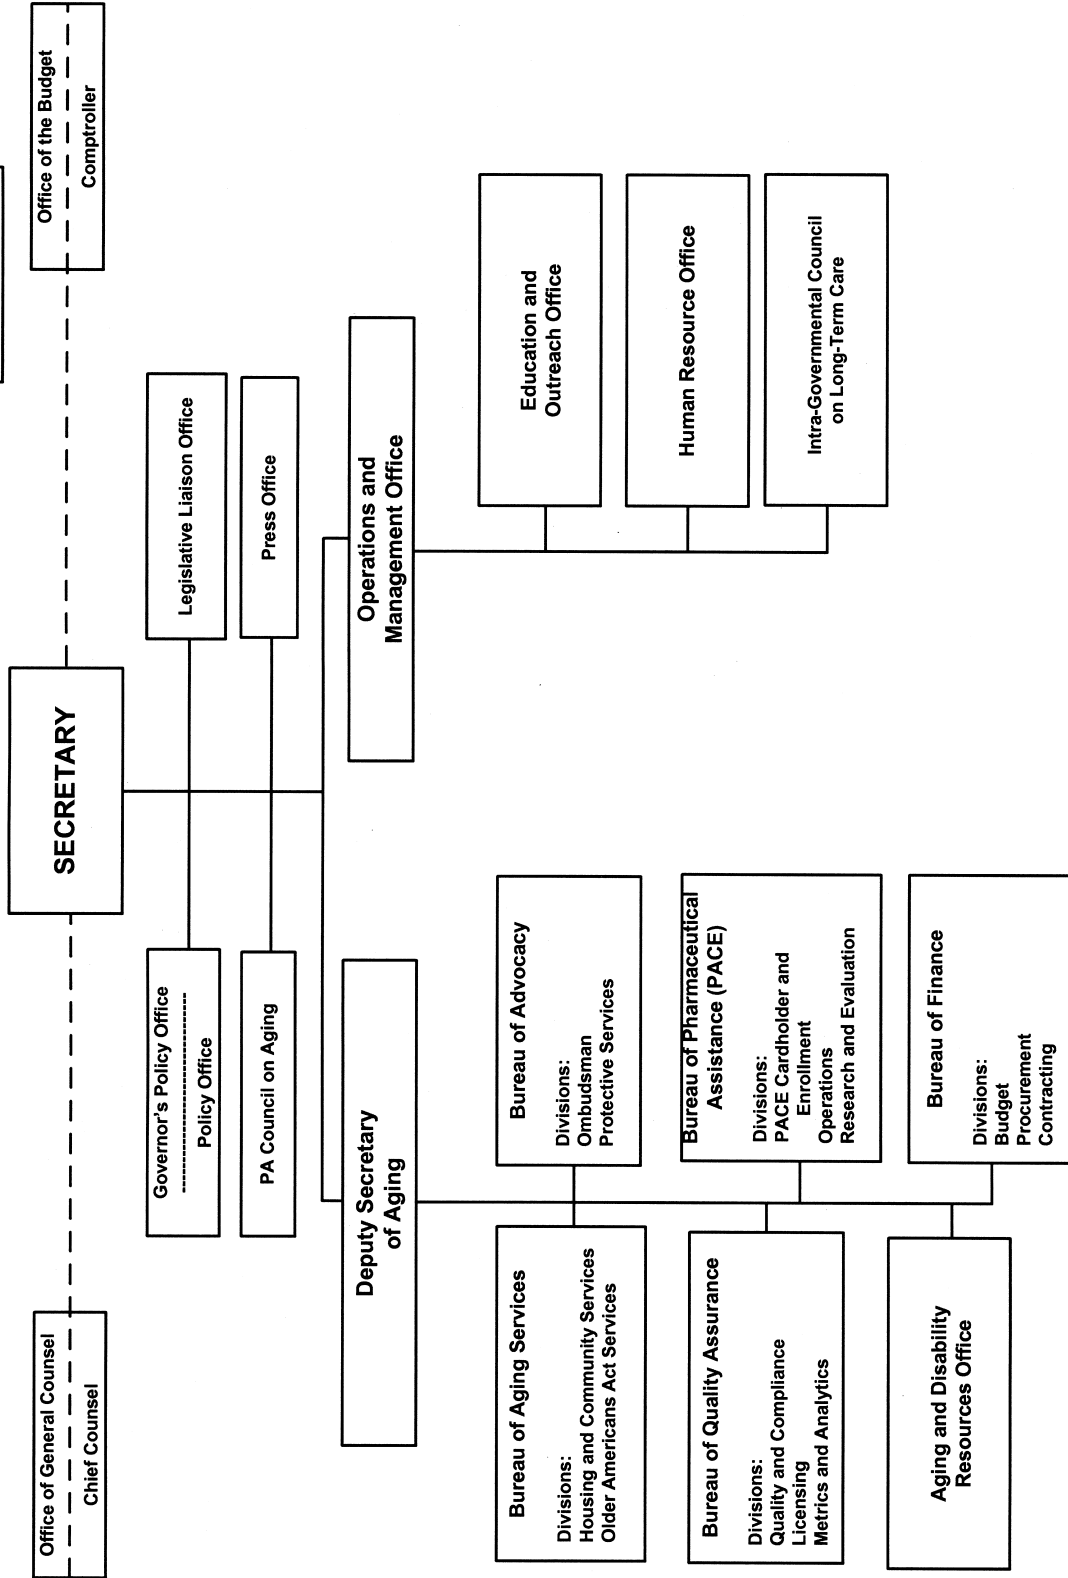 Office of General Counsel
Chief Counsel
SECRETARY
Office of the Budget
Comptroller
Governor's Policy Office
Policy Office
Legislative Liaison Office
PA Council on Aging
Press Office
Deputy Secretary
of Aging
Operations and
Management Office
Bureau of Aging Services
Divisions:
Housing and Community Services
Older Americans Act Services
Bureau of Advocacy
Divisions:
Ombudsman
Protective Services
Bureau of Quality Assurance
Divisions:
Quality and Compliance
Licensing
Metrics and Analytics
Bureau of Pharmaceutical
Assistance (PACE)
Divisions:
PACE Cardholder and
Enrollment
Operations
Research and Evaluation
Aging and Disability
Resources Office
Bureau of Finance
Divisions:
Budget
Procurement
Contracting
Education and
Outreach Office
Human Resource Office
Intra-Governmental Council
on Long-Term Care